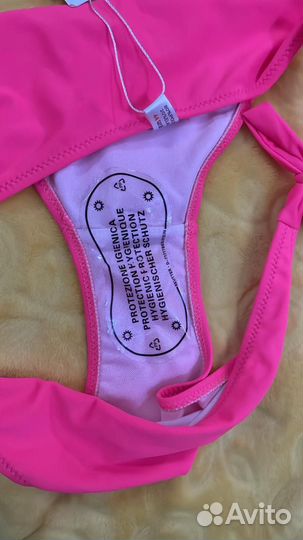 PROTEZIONE IGIENICA
PROTECTION HYGIENIQUE
HYGIENIC PROTECTION
HYGIENISCHER SCHUTZ
Avito